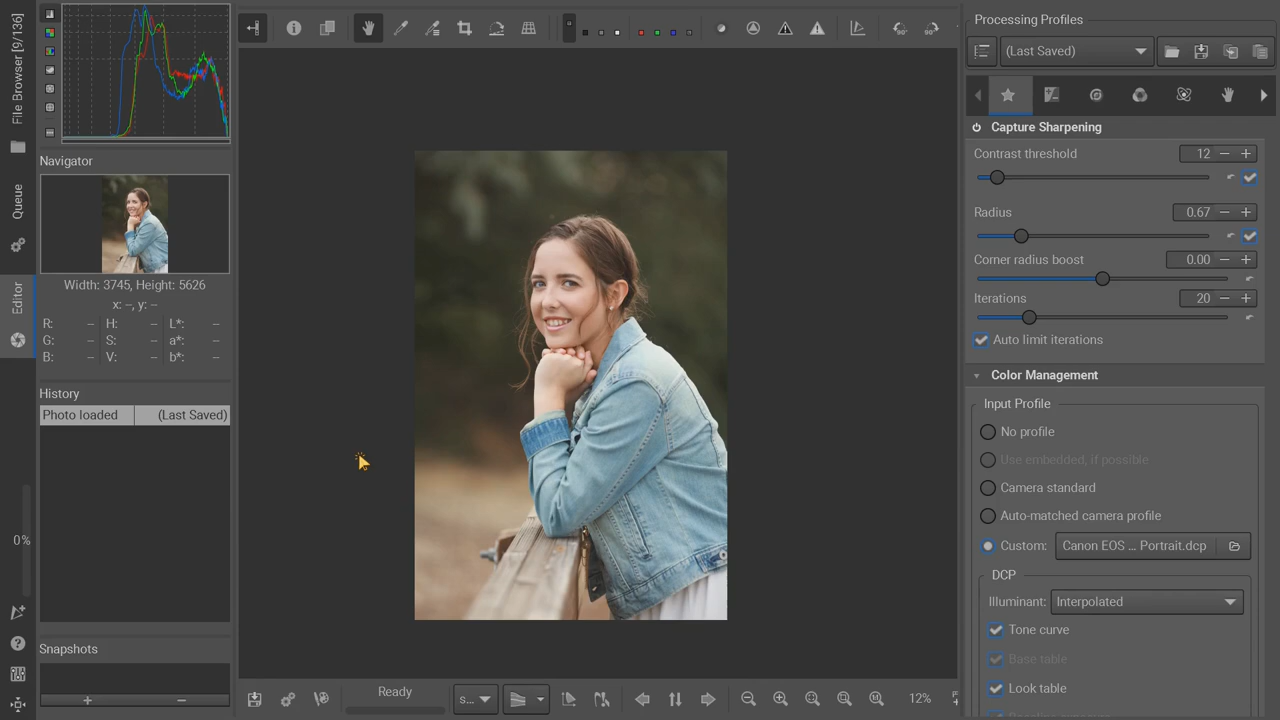 File Browser [9/136]
Queue
Editor
0%
Navigator
Width: 3745, Height: 5626
x: --, y: --
R: -- H: -- L*: --
G: -- S: -- a*: --
B: -- V: -- b*: --
History
Photo loaded (Last Saved)
Snapshots
Ready
s...
12%
Processing Profiles
(Last Saved)
Capture Sharpening
Contrast threshold 12
Radius 0.67
Corner radius boost 0.00
Iterations 20
Auto limit iterations
Color Management
Input Profile
No profile
Use embedded, if possible
Camera standard
Auto-matched camera profile
Custom: Canon EOS ... Portrait.dcp
DCP
Illuminant: Interpolated
Tone curve
Base table
Look table